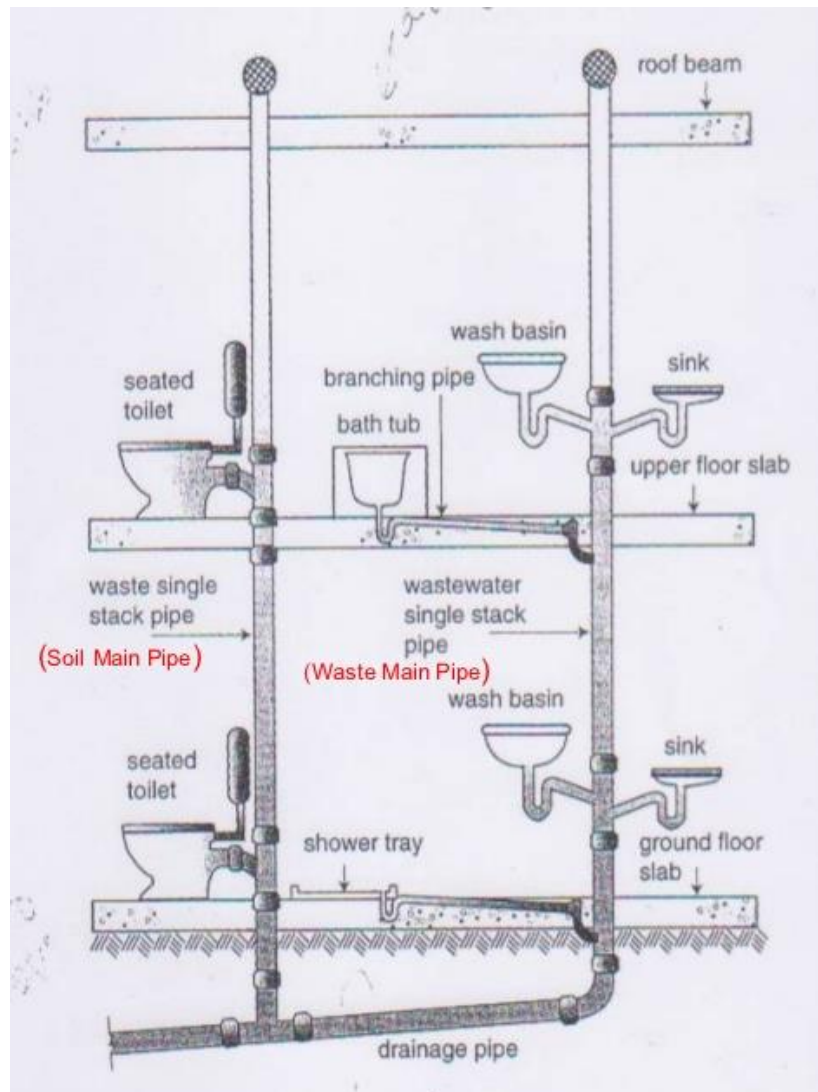 roof beam
wash basin
sink
seated
toilet
branching pipe
bath tub
upper floor slab
waste single
stack pipe
(Soil Main Pipe)
wastewater
single stack
pipe
(Waste Main Pipe)
wash basin
sink
seated
toilet
shower tray
ground floor
slab
drainage pipe